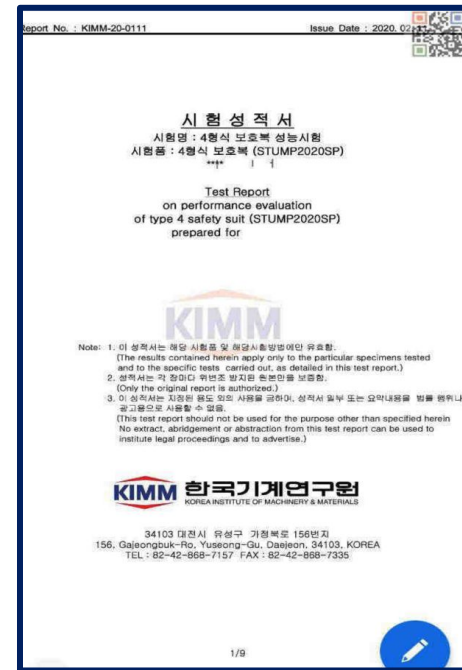 Report No. : KIMM-20-0111
Issue Date : 2020. 02.
시 험 성 적 서
시험명 : 4형식 보호복 성능시험
시험품 : 4형식 보호복 (STUMP2020SP)
Test Report
on performance evaluation
of type 4 safety suit (STUMP2020SP)
prepared for
KIMM
Note: 1. 이 성적서는 해당 시험품 및 해당시험방법에만 유효함.
(The results contained herein apply only to the particular specimens tested
and to the specific tests carried out, as detailed in this test report.)
2. 성적서는 각 장마다 위변조 방지된 원본만을 보증함.
(Only the original report is authorized.)
3. 이 성적서는 지정된 용도 외의 사용을 금하며, 성적서 일부 또는 요약내용을 법률 행위나
광고용으로 사용할 수 없음.
(This test report should not be used for the purpose other than specified herein
No extract, abridgement or abstraction from this test report can be used to
institute legal proceedings and to advertise.)
KIMM 한국기계연구원
KOREA INSTITUTE OF MACHINERY & MATERIALS
34103 대전시 유성구 가정북로 156번지
156, Gajeongbuk-Ro, Yuseong-Gu, Daejeon, 34103, KOREA
TEL : 82-42-868-7157 FAX : 82-42-868-7335
1/9